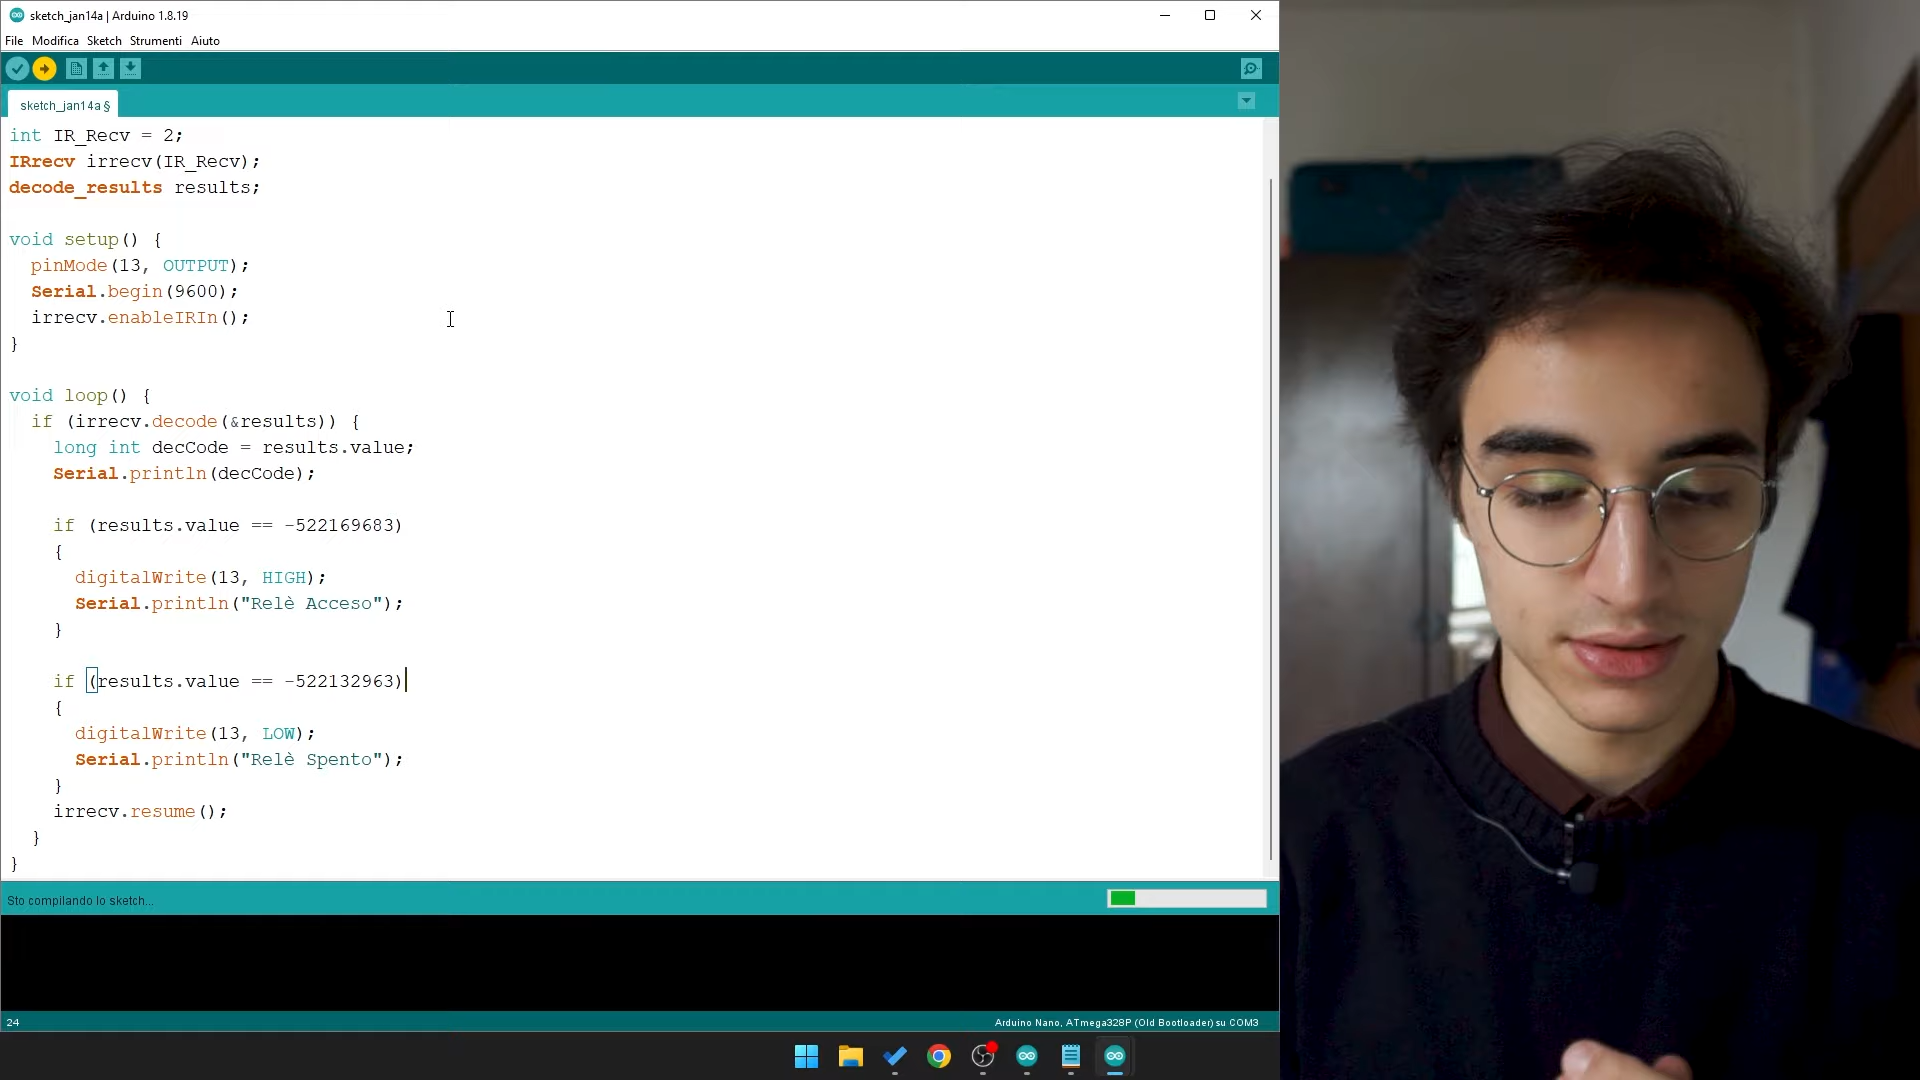 sketch_jan14a | Arduino 1.8.19
File Modifica Sketch Strumenti Aiuto
sketch_jan14a §
int IR_Recv = 2;
IRrecv irrecv(IR_Recv);
decode_results results;
void setup() {
pinMode(13, OUTPUT);
Serial.begin(9600);
irrecv.enableIRIn();
}
void loop() {
if (irrecv.decode(&results)) {
long int decCode = results.value;
Serial.println(decCode);
if (results.value == -522169683)
{
digitalWrite(13, HIGH);
Serial.println("Relè Acceso");
}
if (results.value == -522132963)
{
digitalWrite(13, LOW);
Serial.println("Relè Spento");
}
irrecv.resume();
}
}
Sto compilando lo sketch...
24
Arduino Nano, ATmega328P (Old Bootloader) su COM3